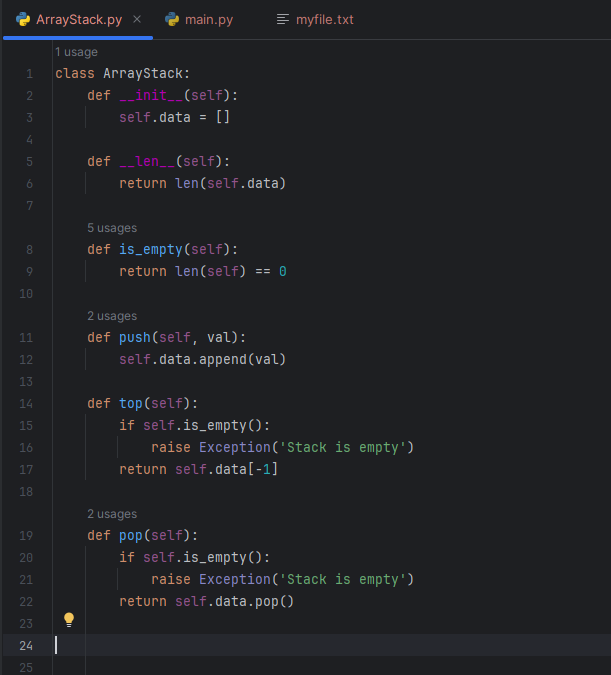 ArrayStack.py × main.py myfile.txt
1 usage
1 class ArrayStack:
2     def __init__(self):
3         self.data = []
4
5     def __len__(self):
6         return len(self.data)
7
5 usages
8     def is_empty(self):
9         return len(self) == 0
10
2 usages
11     def push(self, val):
12         self.data.append(val)
13
14     def top(self):
15         if self.is_empty():
16             raise Exception('Stack is empty')
17         return self.data[-1]
18
2 usages
19     def pop(self):
20         if self.is_empty():
21             raise Exception('Stack is empty')
22         return self.data.pop()
23
24
25